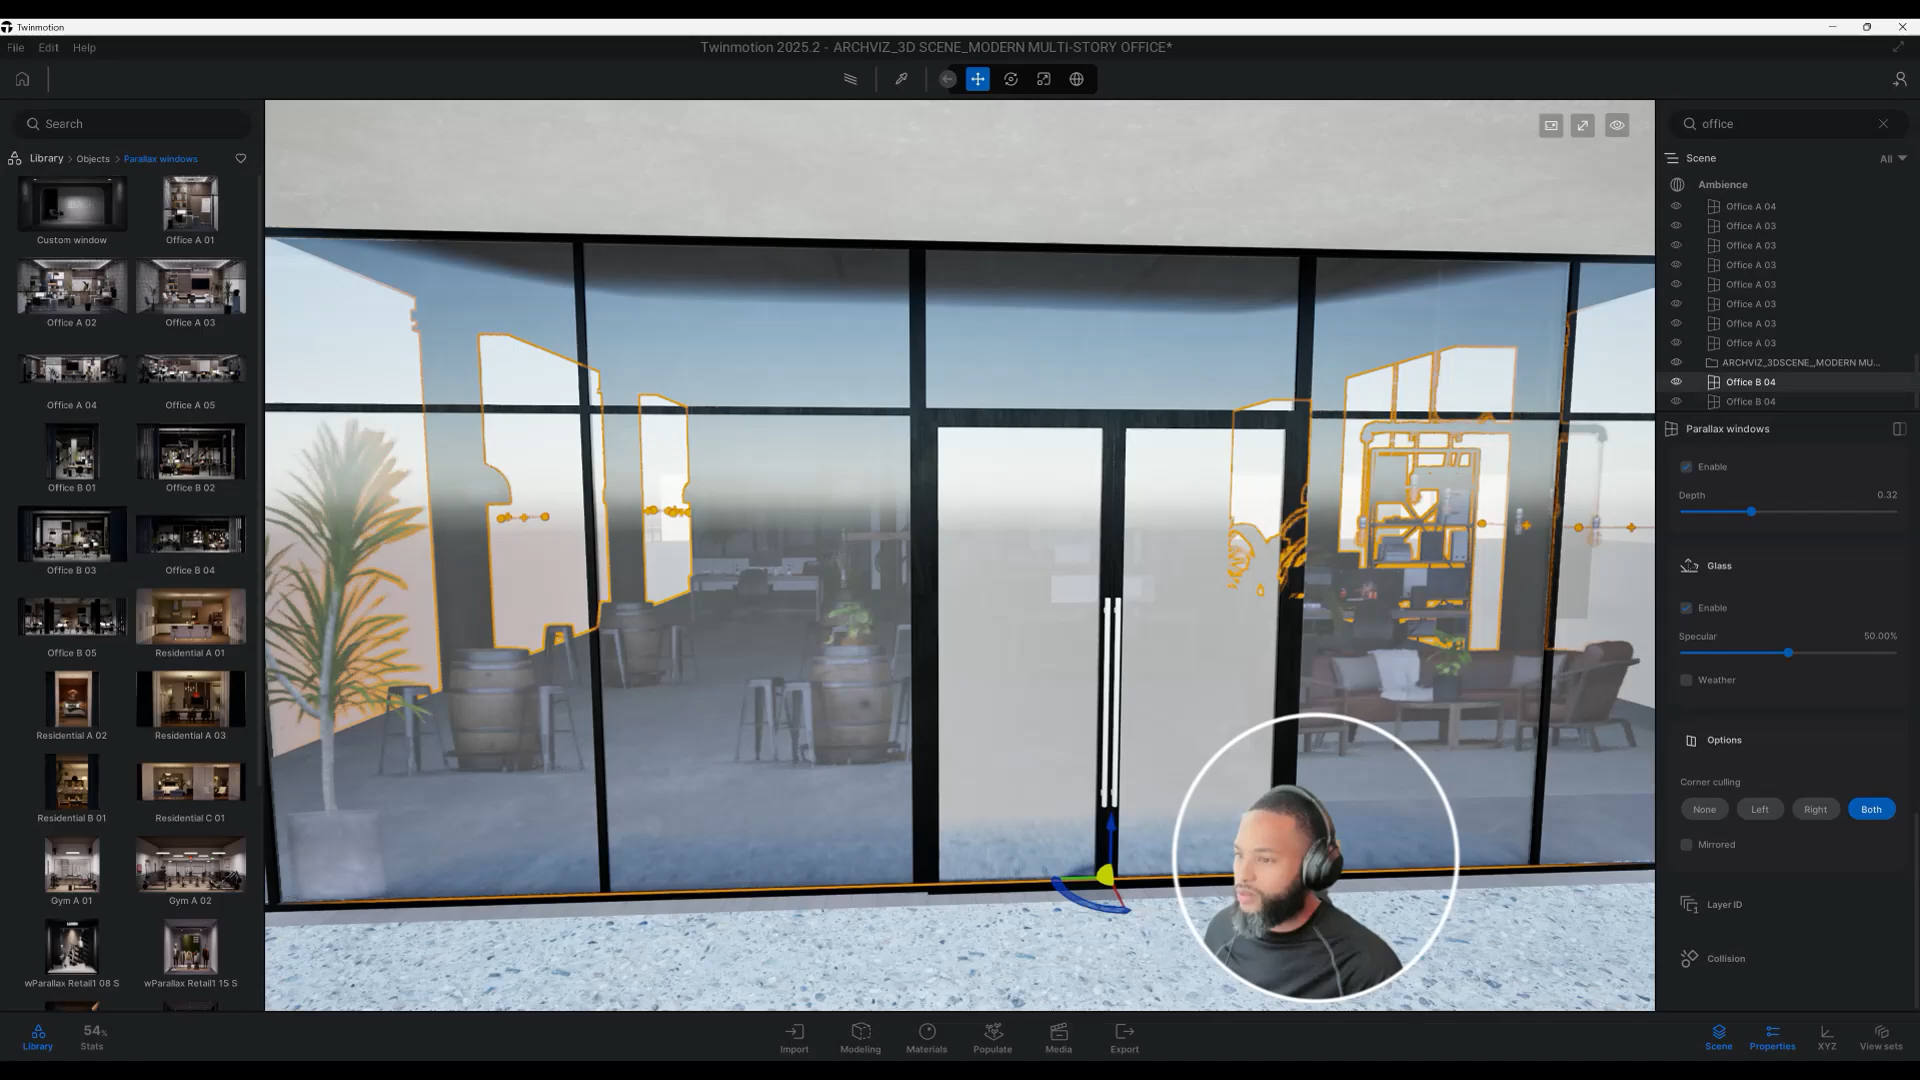 Twinmotion
File Edit Help
Twinmotion 2025.2 - ARCHVIZ_3D SCENE_MODERN MULTI-STORY OFFICE*
Search
Library > Objects > Parallax windows
Custom window
Office A 01
Office A 02
Office A 03
Office A 04
Office A 05
Office B 01
Office B 02
Office B 03
Office B 04
Office B 05
Residential A 01
Residential A 02
Residential A 03
Residential B 01
Residential C 01
Gym A 01
Gym A 02
wParallax Retail1 08 S
wParallax Retail1 15 S
office
Scene
All
Ambience
Office A 04
Office A 03
Office A 03
Office A 03
Office A 03
Office A 03
Office A 03
Office A 03
ARCHVIZ_3DSCENE_MODERN MU...
Office B 04
Office B 04
Parallax windows
Enable
Depth 0.32
Glass
Enable
Specular 50.00%
Weather
Options
Corner culling
None Left Right Both
Mirrored
Layer ID
Collision
Library
54%
Stats
Import
Modeling
Materials
Populate
Media
Export
Scene
Properties
XYZ
View sets